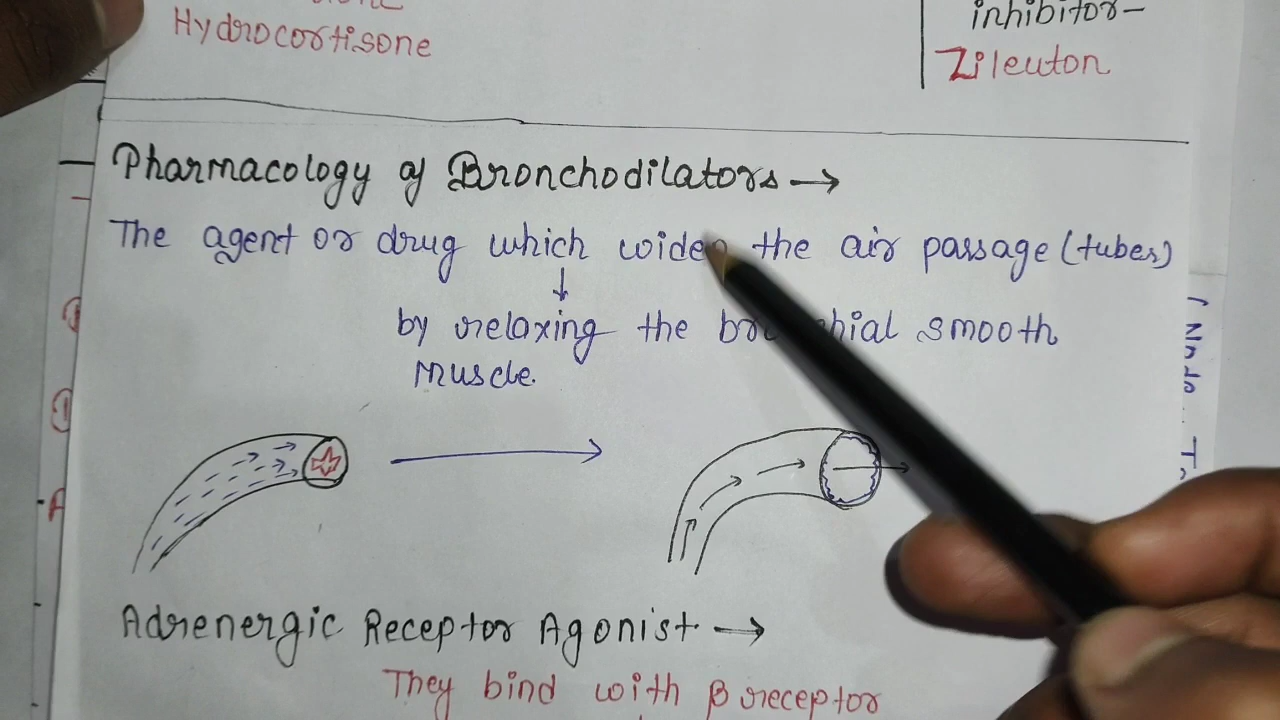 Hydrocortisone
inhibitor-
Zileuton
Pharmacology of Bronchodilators →
The agent or drug which widen the air passage (tubes)
↓
by relaxing the bronchial smooth
muscle.
Adrenergic Receptor Agonist →
They bind with β receptor